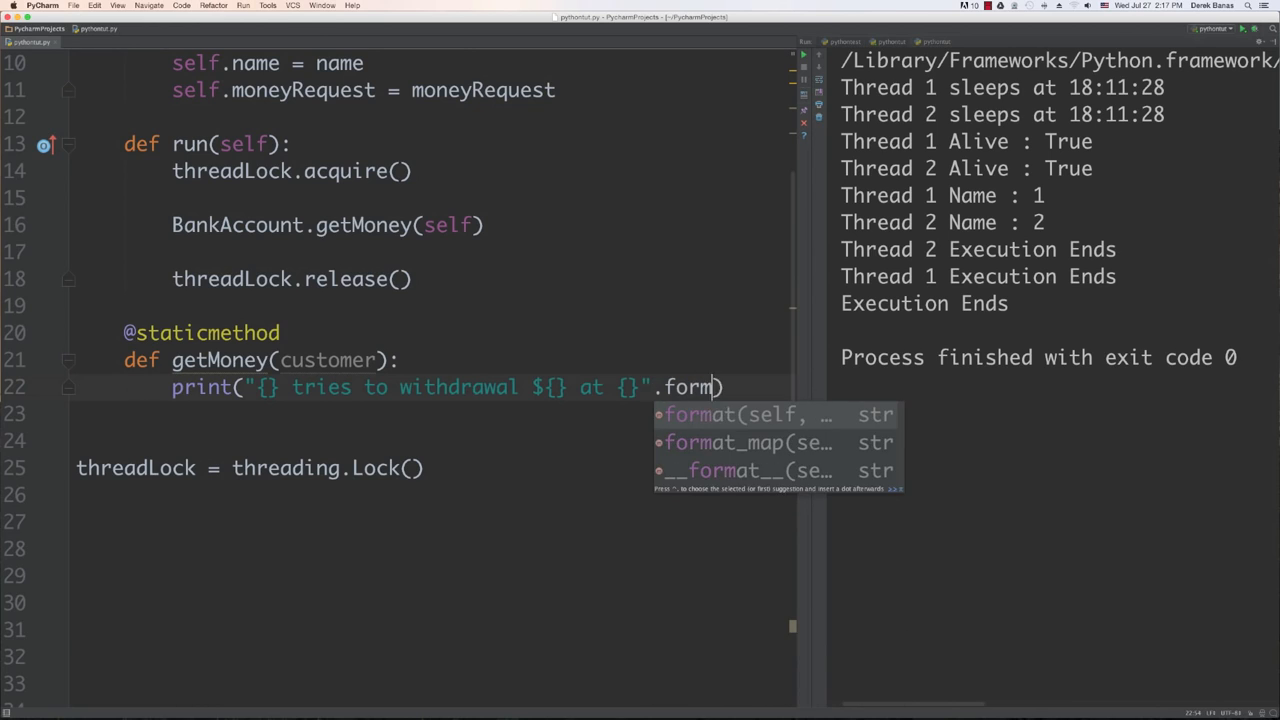 PyCharm File Edit View Navigate Code Refactor Run Tools VCS Window Help 10 Wed Jul 27 2:17 PM Derek Banas
pythontut.py - PycharmProjects - [~/PycharmProjects]
PycharmProjects pythontut.py pythontut
pythontut.py Run: pythontest pythontut pythontut
10 self.name = name
11 self.moneyRequest = moneyRequest
12
13 def run(self):
14 threadLock.acquire()
15
16 BankAccount.getMoney(self)
17
18 threadLock.release()
19
20 @staticmethod
21 def getMoney(customer):
22 print("{} tries to withdrawal ${} at {}".form)
23
24
25 threadLock = threading.Lock()
26
27
28
29
30
31
32
33
34
format(self, … str
format_map(se… str
__format__(se… str
Press ^. to choose the selected (or first) suggestion and insert a dot afterwards >>
/Library/Frameworks/Python.framework/
Thread 1 sleeps at 18:11:28
Thread 2 sleeps at 18:11:28
Thread 1 Alive : True
Thread 2 Alive : True
Thread 1 Name : 1
Thread 2 Name : 2
Thread 2 Execution Ends
Thread 1 Execution Ends
Execution Ends
Process finished with exit code 0
22:54 LF÷ UTF-8÷